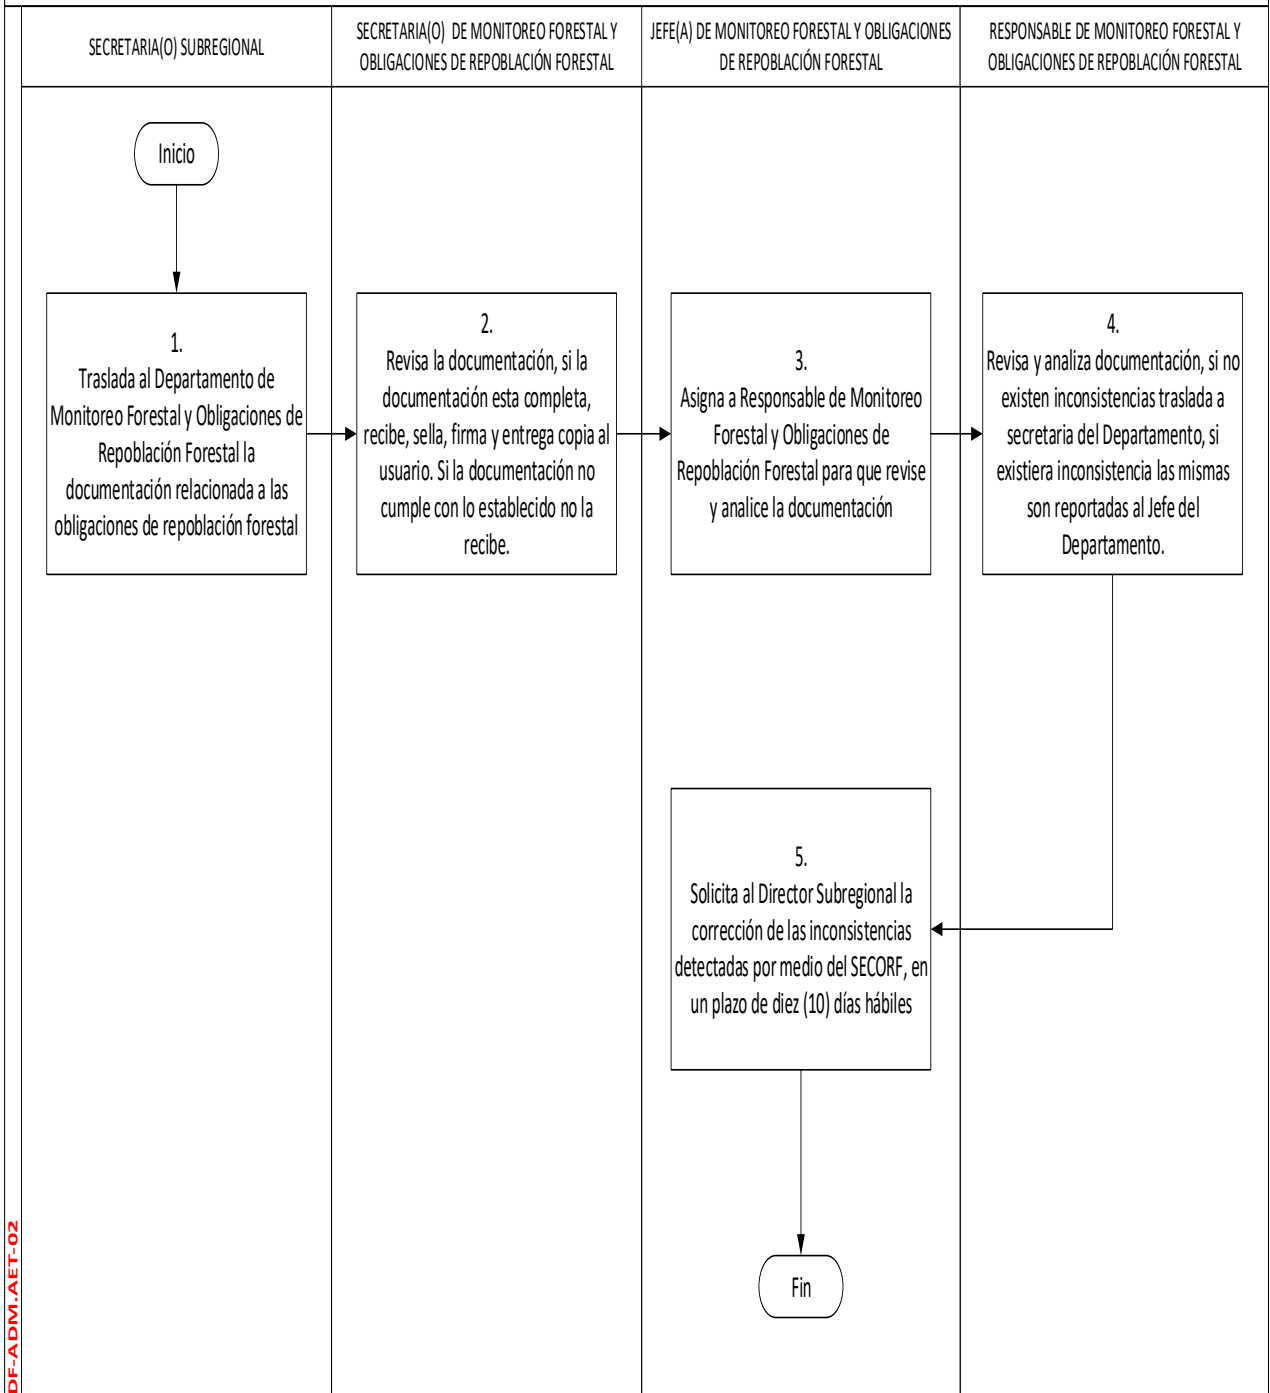 SECRETARIA(O) SUBREGIONAL
SECRETARIA(O) DE MONITOREO FORESTAL Y
OBLIGACIONES DE REPOBLACIÓN FORESTAL
JEFE(A) DE MONITOREO FORESTAL Y OBLIGACIONES
DE REPOBLACIÓN FORESTAL
RESPONSABLE DE MONITOREO FORESTAL Y
OBLIGACIONES DE REPOBLACIÓN FORESTAL
Inicio
1.
Traslada al Departamento de
Monitoreo Forestal y Obligaciones de
Repoblación Forestal la
documentación relacionada a las
obligaciones de repoblación forestal
2.
Revisa la documentación, si la
documentación esta completa,
recibe, sella, firma y entrega copia al
usuario. Si la documentación no
cumple con lo establecido no la
recibe.
3.
Asigna a Responsable de Monitoreo
Forestal y Obligaciones de
Repoblación Forestal para que revise
y analice la documentación
4.
Revisa y analiza documentación, si no
existen inconsistencias traslada a
secretaria del Departamento, si
existiera inconsistencia las mismas
son reportadas al Jefe del
Departamento.
5.
Solicita al Director Subregional la
corrección de las inconsistencias
detectadas por medio del SECORF, en
un plazo de diez (10) días hábiles
Fin
DF-ADM.AET-02